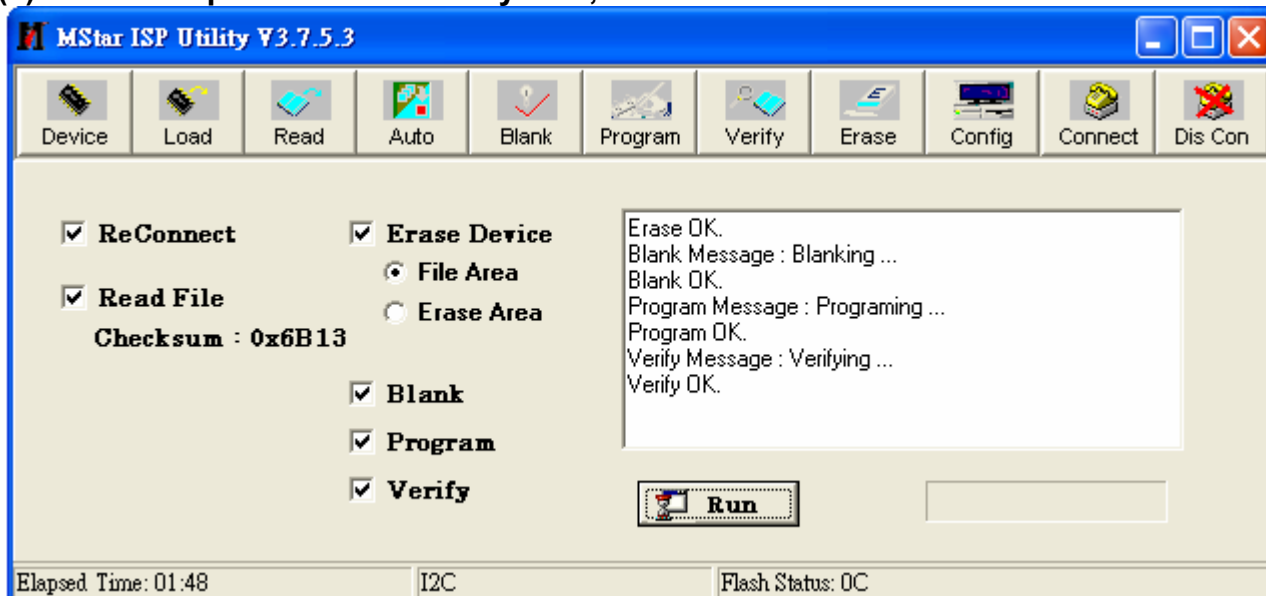 MStar ISP Utility V3.7.5.3
Device Load Read Auto Blank Program Verify Erase Config Connect Dis Con
ReConnect
Read File
Checksum : 0x6B13
Erase Device
File Area
Erase Area
Blank
Program
Verify
Erase OK.
Blank Message : Blanking ...
Blank OK.
Program Message : Programing ...
Program OK.
Verify Message : Verifying ...
Verify OK.
Run
Elapsed Time: 01:48 I2C Flash Status: 0C